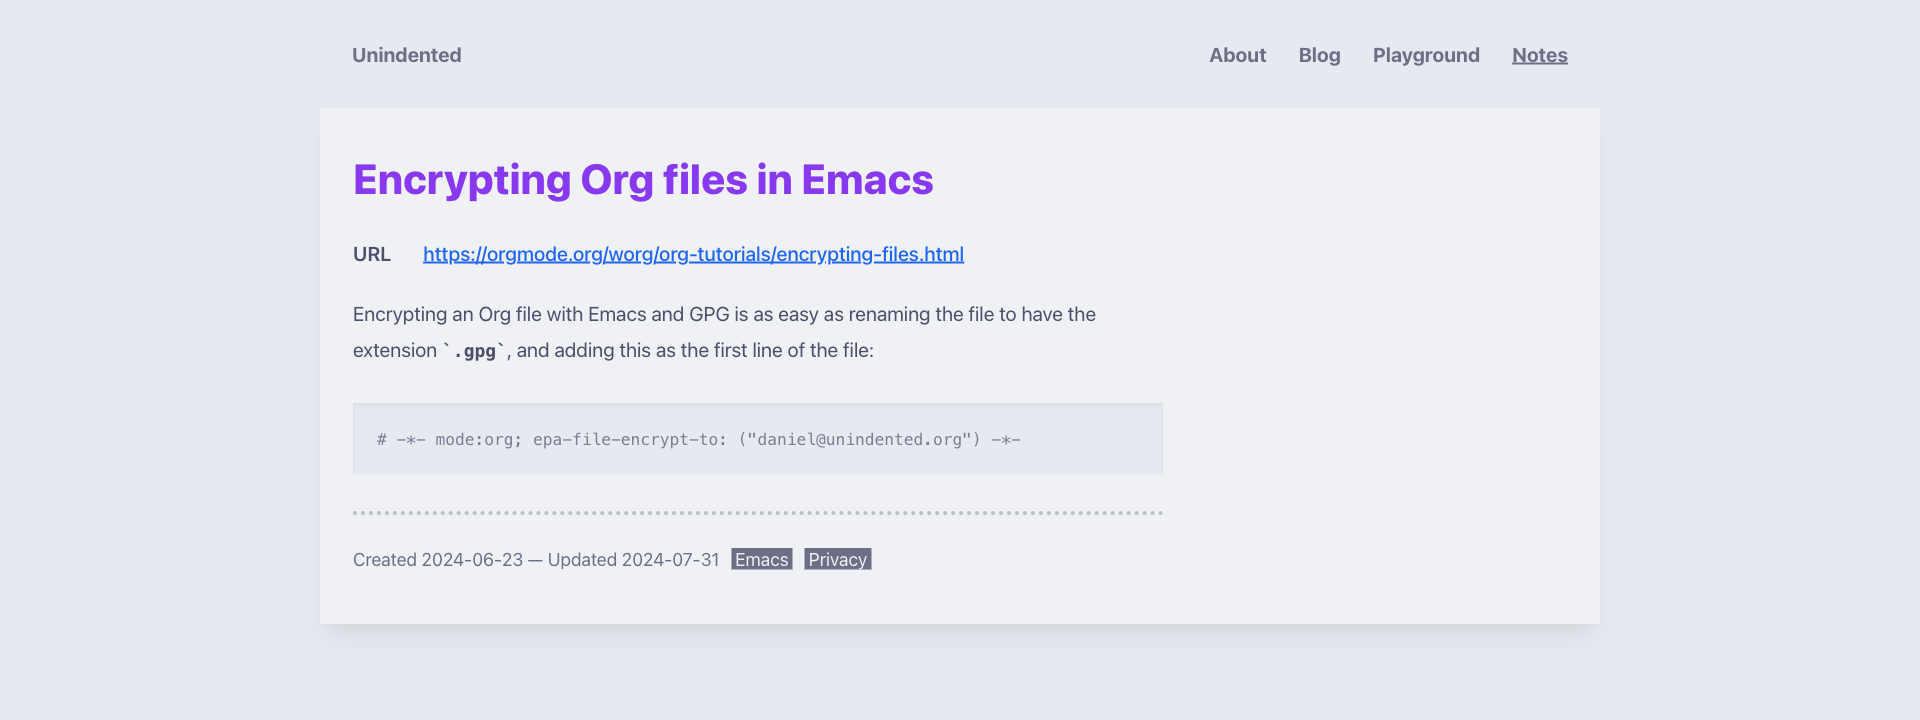 Unindented
About Blog Playground Notes
Encrypting Org files in Emacs
URL https://orgmode.org/worg/org-tutorials/encrypting-files.html
Encrypting an Org file with Emacs and GPG is as easy as renaming the file to have the
extension `.gpg`, and adding this as the first line of the file:
# -*- mode:org; epa-file-encrypt-to: ("daniel@unindented.org") -*-
Created 2024-06-23 — Updated 2024-07-31 Emacs Privacy